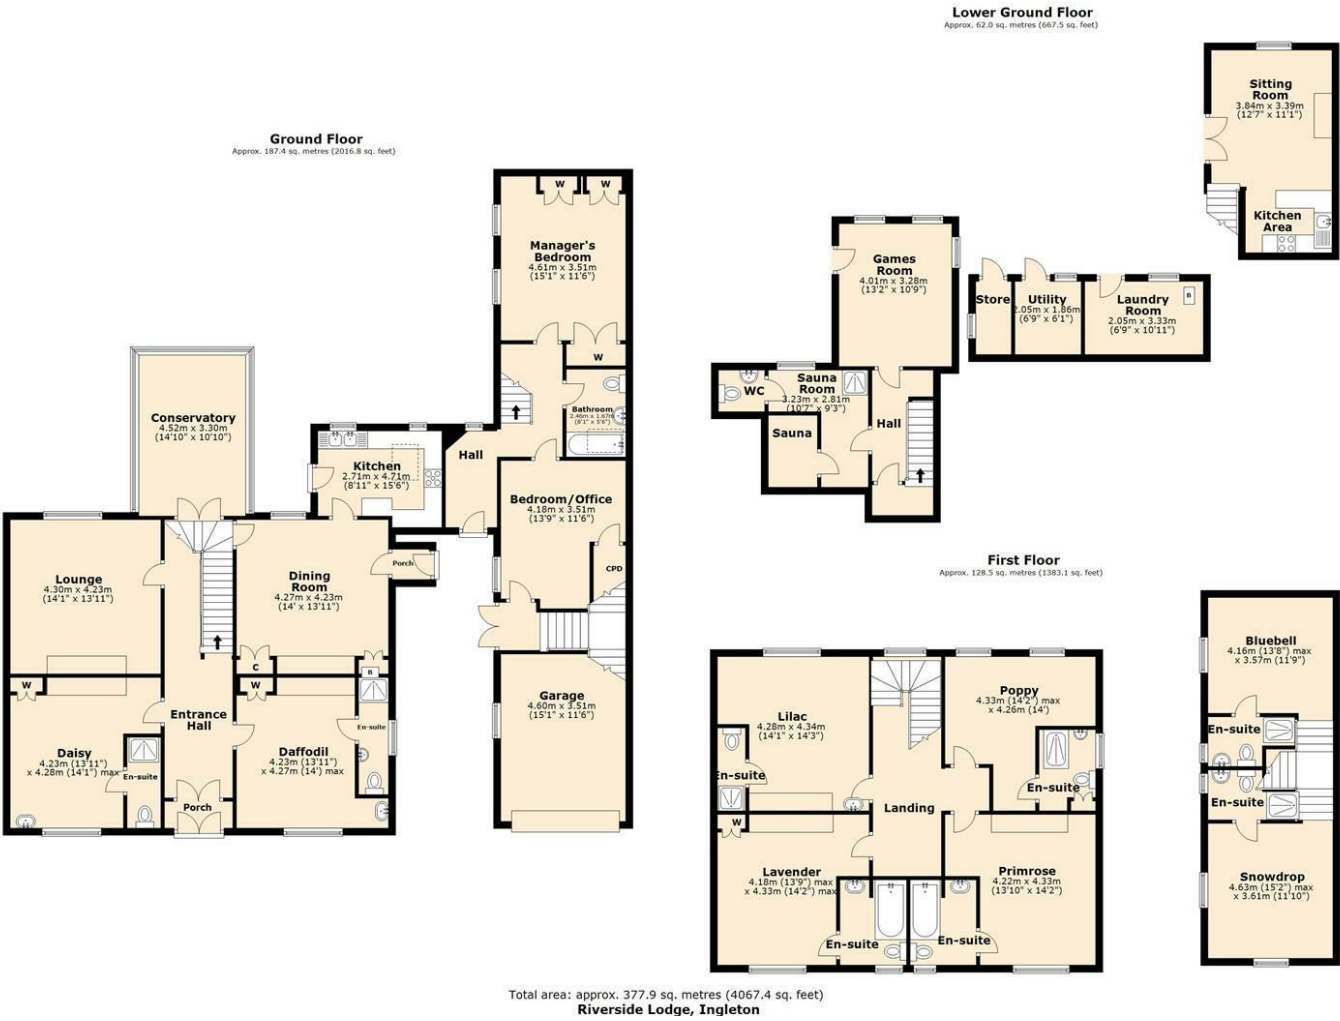 Lower Ground Floor
Approx. 62.0 sq. metres (667.5 sq. feet)
Sitting
Room
3.84m x 3.39m
(12'7" x 11'1")
Kitchen
Area
Games
Room
4.01m x 3.28m
(13'2" x 10'9")
Store
Utility
2.05m x 1.86m
(6'9" x 6'1")
Laundry
Room
2.05m x 3.33m
(6'9" x 10'11")
B
WC
Sauna
Room
3.23m x 2.81m
(10'7" x 9'3")
Sauna
Hall
Ground Floor
Approx. 187.4 sq. metres (2016.8 sq. feet)
W
W
Manager's
Bedroom
4.61m x 3.51m
(15'1" x 11'6")
W
Bathroom
2.46m x 1.67m
(8'1" x 5'6")
Conservatory
4.52m x 3.30m
(14'10" x 10'10")
Kitchen
2.71m x 4.71m
(8'11" x 15'6")
Hall
Bedroom/Office
4.18m x 3.51m
(13'9" x 11'6")
CPD
Lounge
4.30m x 4.23m
(14'1" x 13'11")
Dining
Room
4.27m x 4.23m
(14' x 13'11")
Porch
C
B
W
W
Entrance
Hall
Daisy
4.23m (13'11")
x 4.28m (14'1") max
En-suite
Daffodil
4.23m (13'11")
x 4.27m (14') max
En-suite
Porch
Garage
4.60m x 3.51m
(15'1" x 11'6")
First Floor
Approx. 128.5 sq. metres (1383.1 sq. feet)
Lilac
4.28m x 4.34m
(14'1" x 14'3")
En-suite
Poppy
4.33m (14'2") max
x 4.26m (14')
En-suite
Landing
W
Lavender
4.18m (13'9") max
x 4.33m (14'2") max
En-suite
Primrose
4.22m x 4.33m
(13'10" x 14'2")
En-suite
Bluebell
4.16m (13'8") max
x 3.57m (11'9")
En-suite
En-suite
Snowdrop
4.63m (15'2") max
x 3.61m (11'10")
Total area: approx. 377.9 sq. metres (4067.4 sq. feet)
Riverside Lodge, Ingleton